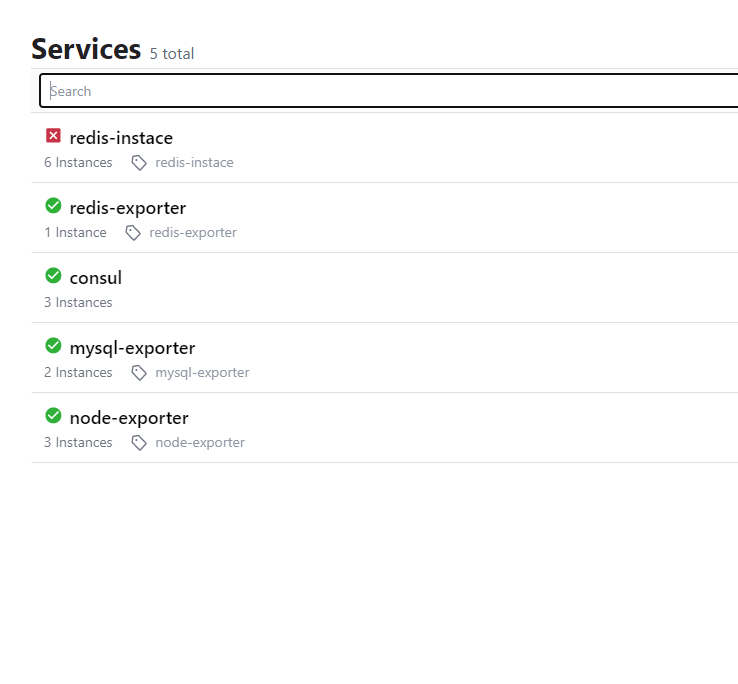 Services 5 total
Search
redis-instace
6 Instances redis-instace
redis-exporter
1 Instance redis-exporter
consul
3 Instances
mysql-exporter
2 Instances mysql-exporter
node-exporter
3 Instances node-exporter